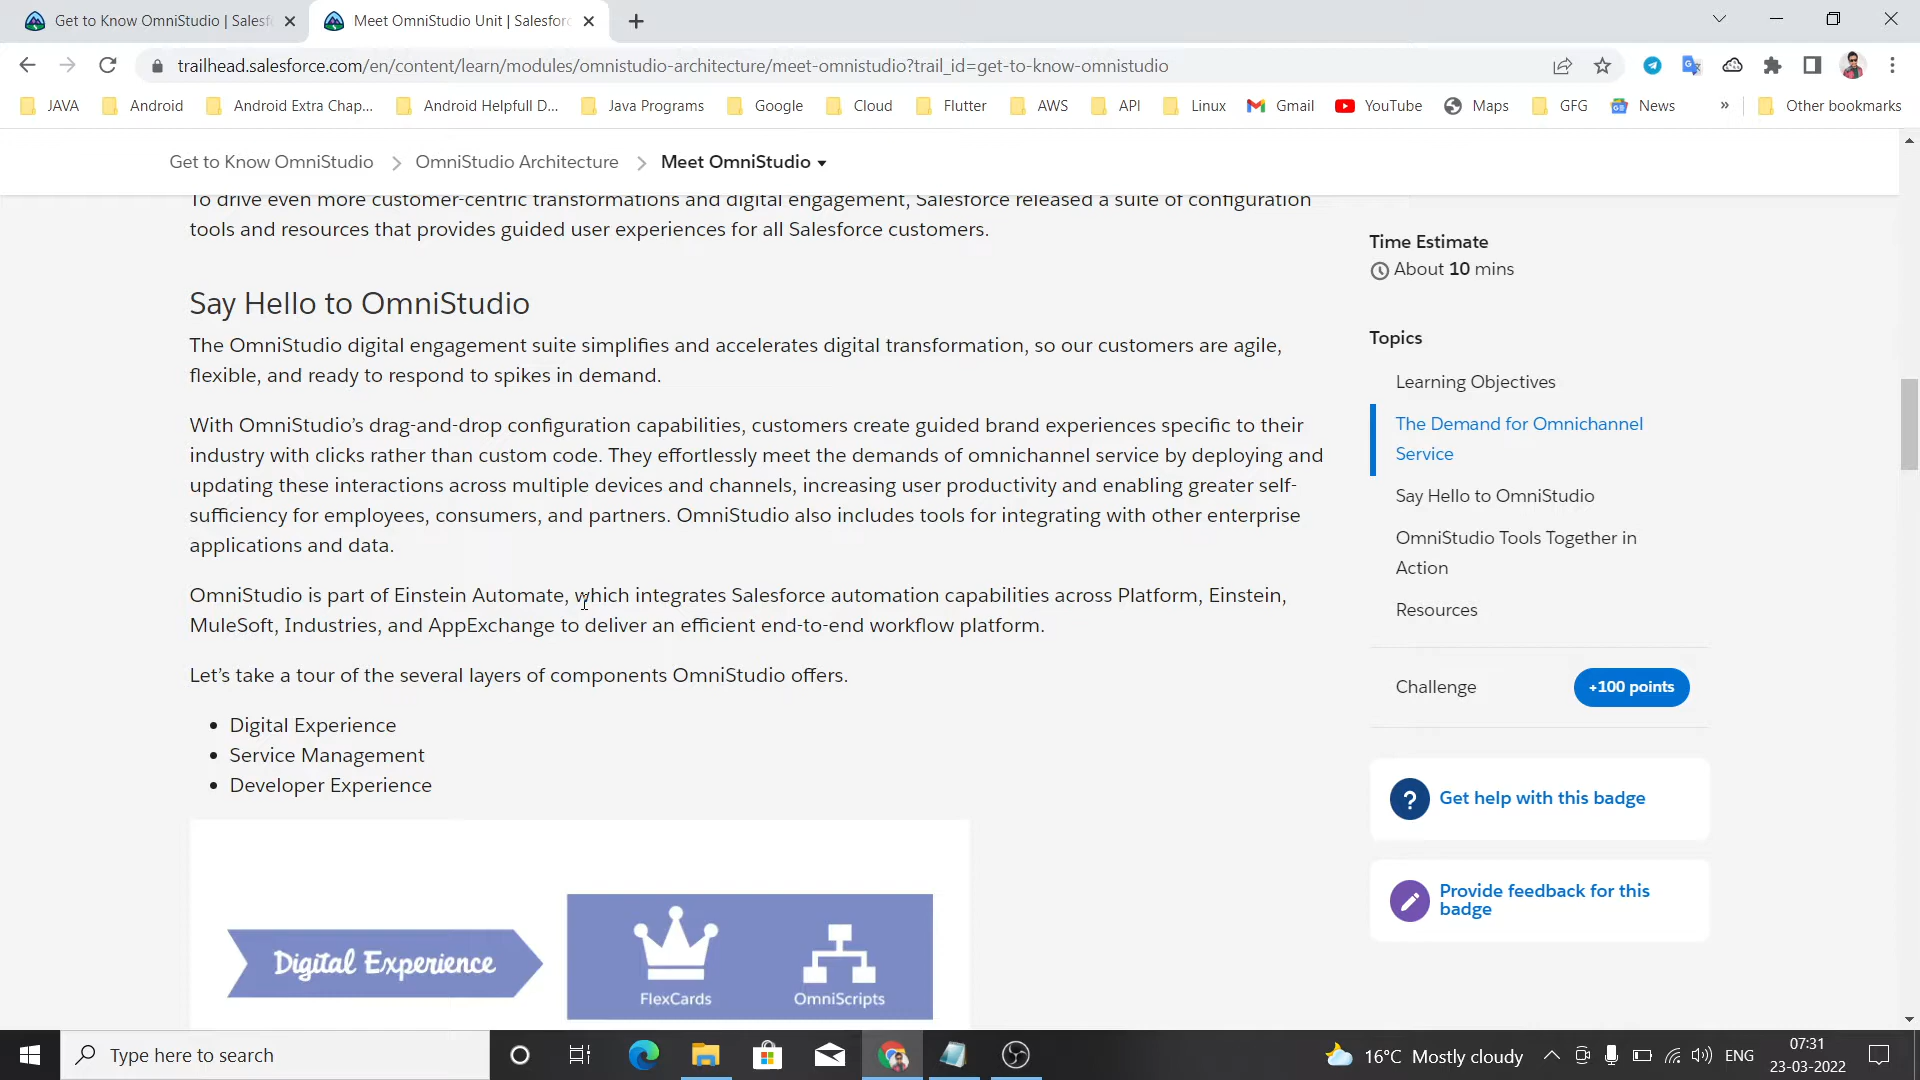 Get to Know OmniStudio | Salesf
Meet OmniStudio Unit | Salesforc
trailhead.salesforce.com/en/content/learn/modules/omnistudio-architecture/meet-omnistudio?trail_id=get-to-know-omnistudio
JAVA
Android
Android Extra Chap...
Android Helpfull D...
Java Programs
Google
Cloud
Flutter
AWS
API
Linux
Gmail
YouTube
Maps
GFG
News
»
Other bookmarks
Get to Know OmniStudio > OmniStudio Architecture > Meet OmniStudio
To drive even more customer-centric transformations and digital engagement, Salesforce released a suite of configuration
tools and resources that provides guided user experiences for all Salesforce customers.
Say Hello to OmniStudio
The OmniStudio digital engagement suite simplifies and accelerates digital transformation, so our customers are agile,
flexible, and ready to respond to spikes in demand.
With OmniStudio’s drag-and-drop configuration capabilities, customers create guided brand experiences specific to their
industry with clicks rather than custom code. They effortlessly meet the demands of omnichannel service by deploying and
updating these interactions across multiple devices and channels, increasing user productivity and enabling greater self-
sufficiency for employees, consumers, and partners. OmniStudio also includes tools for integrating with other enterprise
applications and data.
OmniStudio is part of Einstein Automate, which integrates Salesforce automation capabilities across Platform, Einstein,
MuleSoft, Industries, and AppExchange to deliver an efficient end-to-end workflow platform.
Let’s take a tour of the several layers of components OmniStudio offers.
• Digital Experience
• Service Management
• Developer Experience
Digital Experience
FlexCards
OmniScripts
Time Estimate
About 10 mins
Topics
Learning Objectives
The Demand for Omnichannel
Service
Say Hello to OmniStudio
OmniStudio Tools Together in
Action
Resources
Challenge
+100 points
?
Get help with this badge
Provide feedback for this
badge
Type here to search
16°C Mostly cloudy
ENG
07:31
23-03-2022